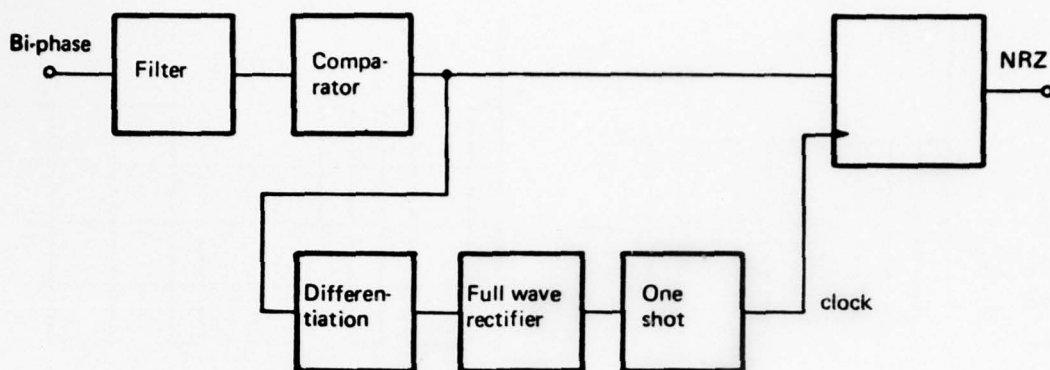 Bi-phase
Filter
Compa-
rator
NRZ
Differen-
tiation
Full wave
rectifier
One
shot
clock